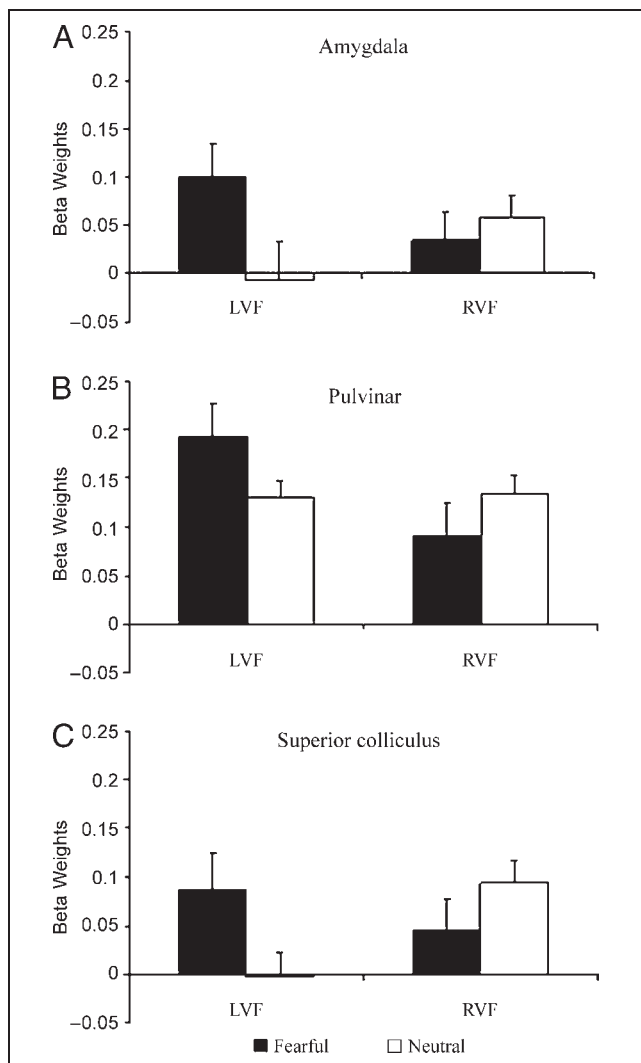 A
Amygdala
0.25
0.2
0.15
0.1
0.05
0
−0.05
Beta Weights
LVF
RVF
B
Pulvinar
0.25
0.2
0.15
0.1
0.05
0
−0.05
Beta Weights
LVF
RVF
C
Superior colliculus
0.25
0.2
0.15
0.1
0.05
0
−0.05
Beta Weights
LVF
RVF
Fearful
Neutral